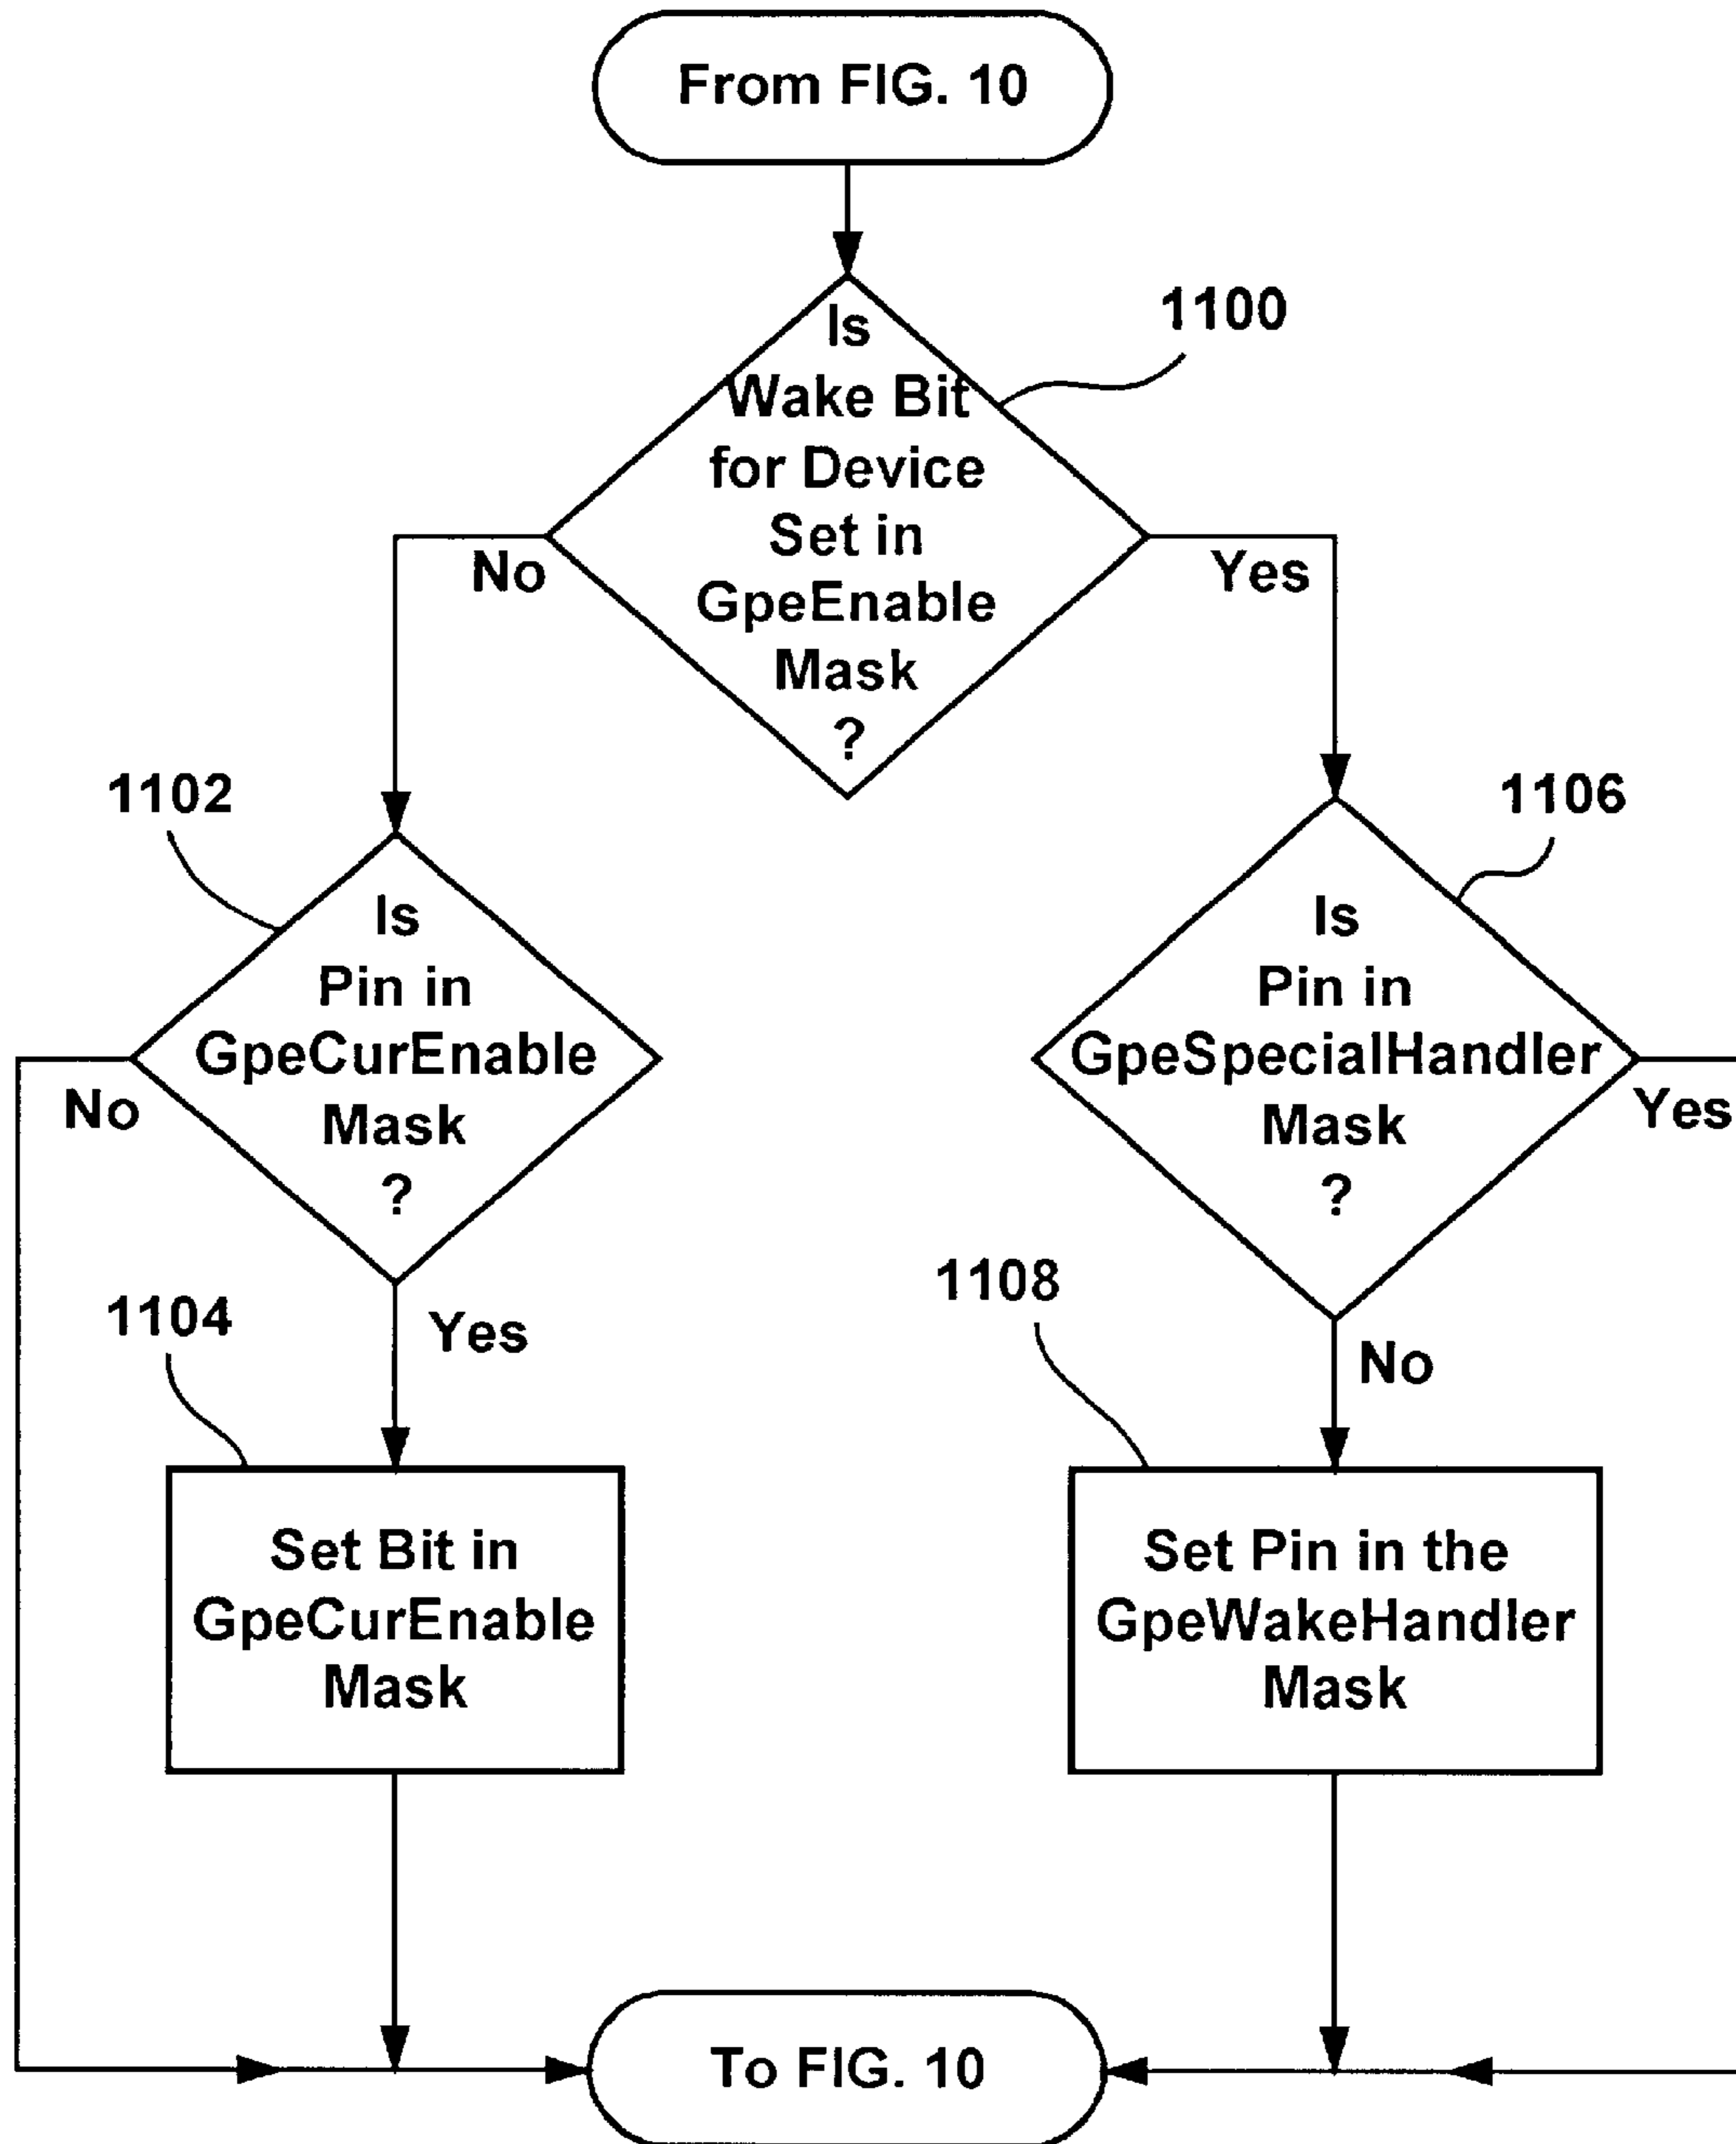 From FIG. 10
1100
Is
Wake Bit
for Device
Set in
GpeEnable
Mask
?
No
Yes
1102
Is
Pin in
GpeCurEnable
Mask
?
No
Yes
1106
Is
Pin in
GpeSpecialHandler
Mask
?
Yes
No
1104
Set Bit in
GpeCurEnable
Mask
1108
Set Pin in the
GpeWakeHandler
Mask
To FIG. 10